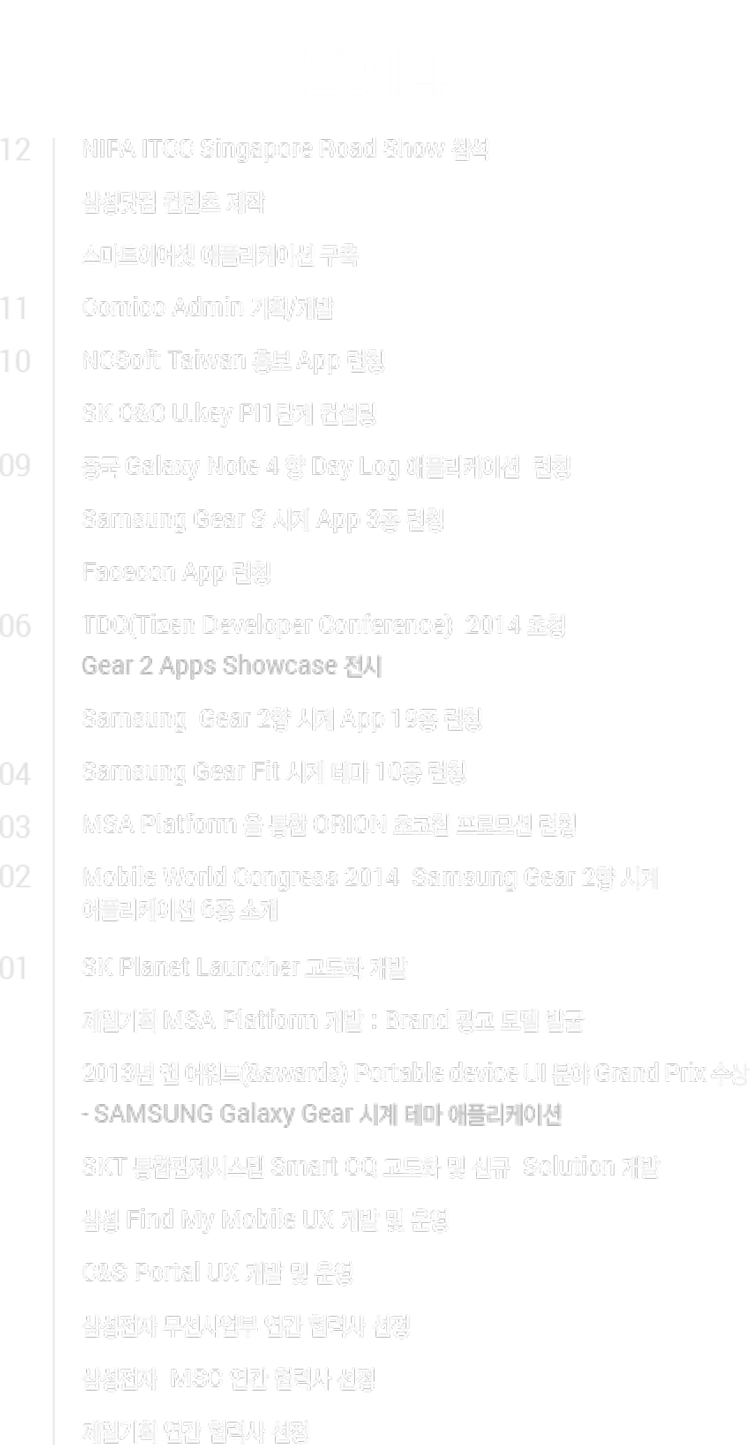 12 NIPA ITCC Singapore Road Show 참석
삼성닷컴 컨텐츠 제작
스마트에어셋 애플리케이션 구축
11 Comico Admin 기획/개발
10 NCSoft Taiwan 홍보 App 런칭
SK C&C U.key PI1단계 컨설팅
09 중국 Galaxy Note 4 향 Day Log 애플리케이션 런칭
Samsung Gear S 시계 App 3종 런칭
Facecon App 런칭
06 TDC(Tizen Developer Conference) 2014 초청
Gear 2 Apps Showcase 전시
Samsung Gear 2향 시계 App 19종 런칭
04 Samsung Gear Fit 시계 테마 10종 런칭
03 MSA Platform 을 통한 ORION 초코칩 프로모션 런칭
02 Mobile World Congress 2014 Samsung Gear 2향 시계
어플리케이션 6종 소개
01 SK Planet Launcher 고도화 개발
제일기획 MSA Platform 개발 : Brand 광고 모델 발굴
2013년 앤 어워드(&awards) Portable device UI 분야 Grand Prix 수상
- SAMSUNG Galaxy Gear 시계 테마 애플리케이션
SKT 통합관제시스템 Smart OQ 고도화 및 신규 Solution 개발
삼성 Find My Mobile UX 개발 및 운영
C&S Portal UX 개발 및 운영
삼성전자 무선사업부 연간 협력사 선정
삼성전자 MSC 연간 협력사 선정
제일기획 연간 협력사 선정